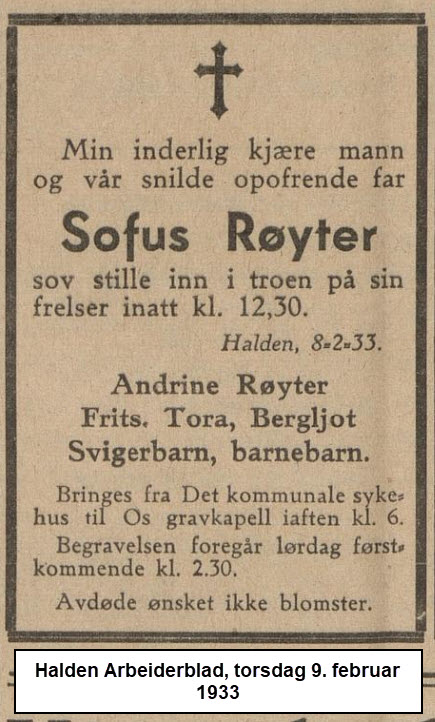 Min inderlig kjære mann
og vår snilde opofrende far
Sofus Røyter
sov stille inn i troen på sin
frelser inatt kl. 12,30.
Halden, 8-2-33.
Andrine Røyter
Frits. Tora, Bergljot
Svigerbarn, barnebarn.
Bringes fra Det kommunale syke-
hus til Os gravkapell iaften kl. 6.
Begravelsen foregår lørdag først-
kommende kl. 2.30.
Avdøde ønsket ikke blomster.
Halden Arbeiderblad, torsdag 9. februar
1933